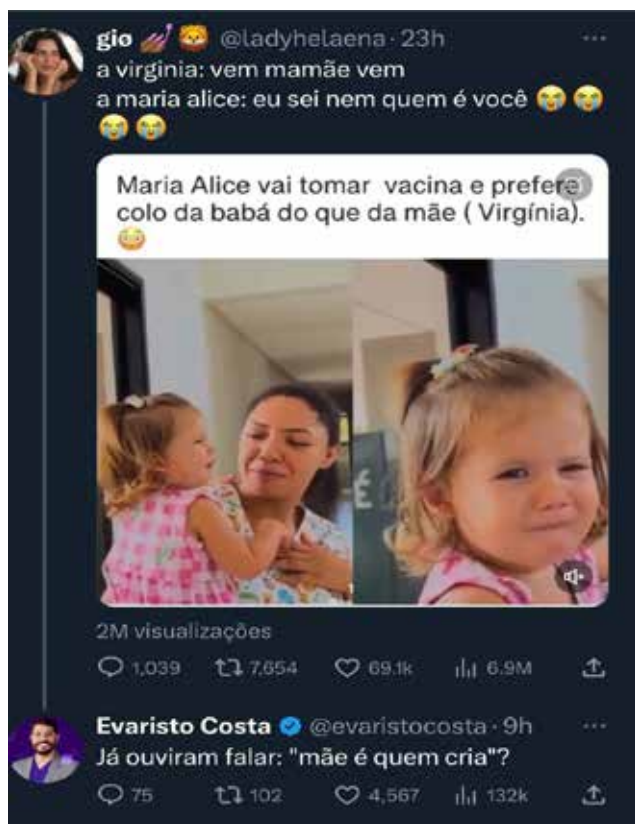 gio 💅🏽 🦁 @ladyhelaena · 23h
a virginia: vem mamãe vem
a maria alice: eu sei nem quem é você 😭 😭
😭 😭
Maria Alice vai tomar vacina e prefere
colo da babá do que da mãe ( Virgínia).
😳
2M visualizações
1,039 7,654 69.1k 6.9M
Evaristo Costa @evaristocosta · 9h
Já ouviram falar: "mãe é quem cria"?
75 102 4,567 132k